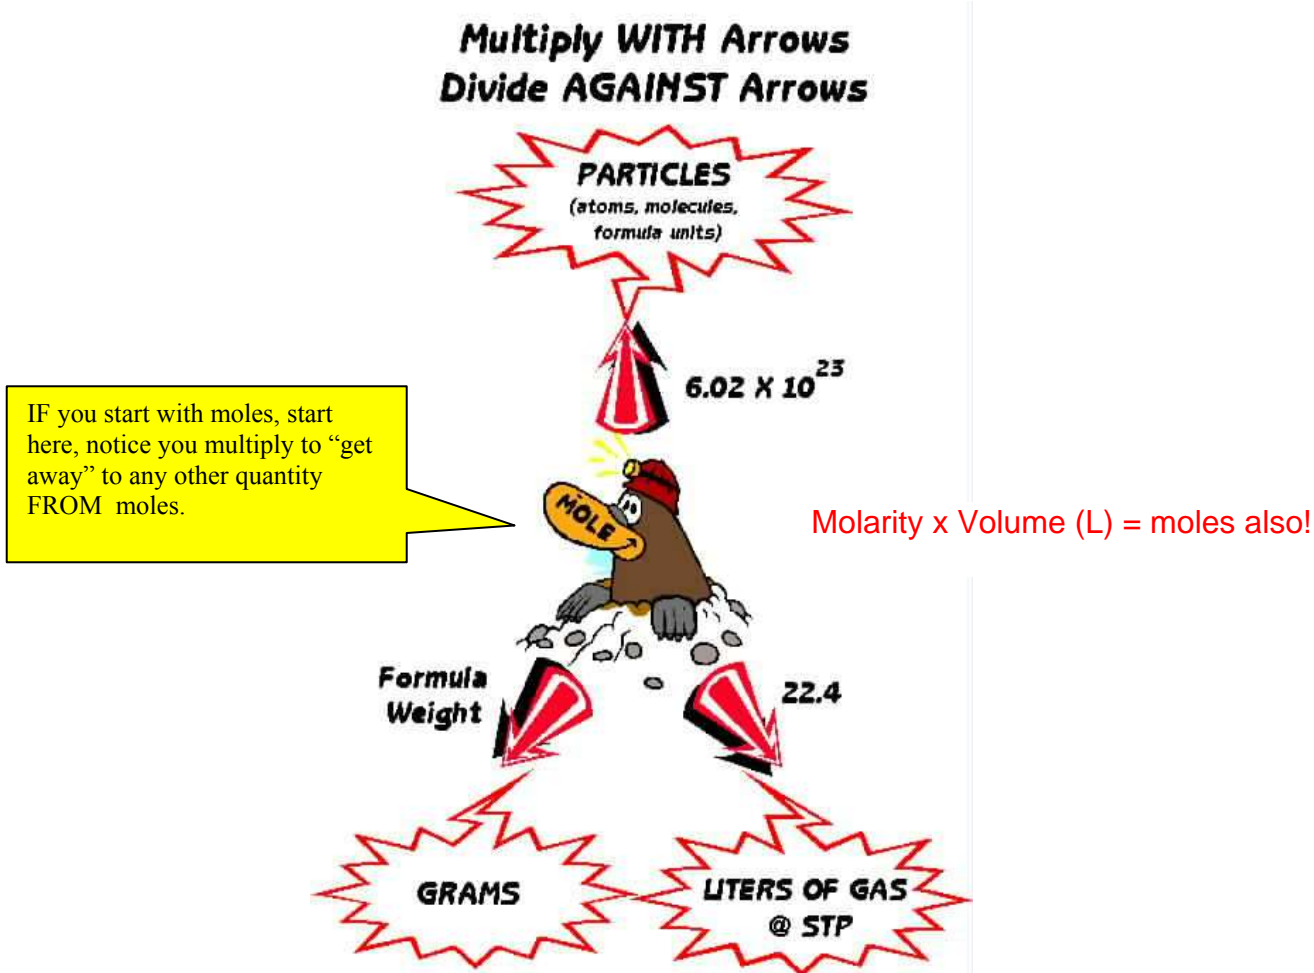 Multiply WITH Arrows
Divide AGAINST Arrows
PARTICLES
(atoms, molecules,
formula units)
6.02 X 10^23
IF you start with moles, start
here, notice you multiply to “get
away” to any other quantity
FROM moles.
MOLE
Molarity x Volume (L) = moles also!
Formula
Weight
22.4
GRAMS
LITERS OF GAS
@ STP